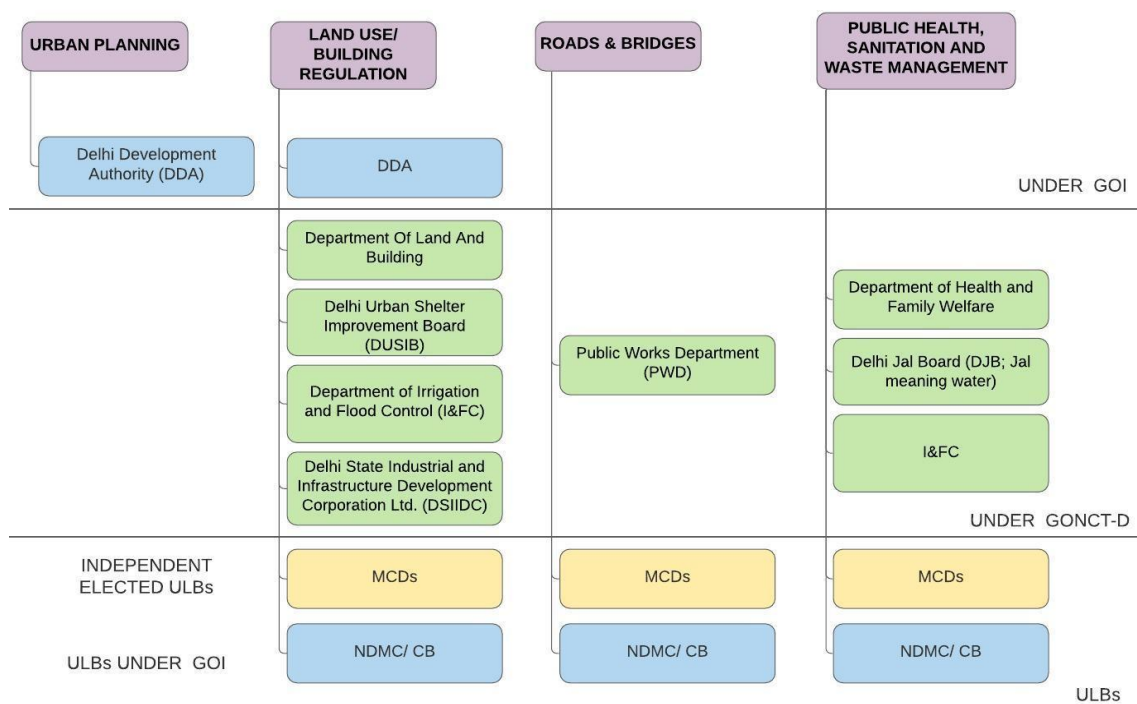 URBAN PLANNING
LAND USE/
BUILDING
REGULATION
ROADS & BRIDGES
PUBLIC HEALTH,
SANITATION AND
WASTE MANAGEMENT
Delhi Development
Authority (DDA)
DDA
UNDER GOI
Department Of Land And
Building
Delhi Urban Shelter
Improvement Board
(DUSIB)
Department of Irrigation
and Flood Control (I&FC)
Delhi State Industrial and
Infrastructure Development
Corporation Ltd. (DSIIDC)
Public Works Department
(PWD)
Department of Health and
Family Welfare
Delhi Jal Board (DJB; Jal
meaning water)
I&FC
UNDER GONCT-D
INDEPENDENT
ELECTED ULBs
MCDs
MCDs
MCDs
ULBs UNDER GOI
NDMC/ CB
NDMC/ CB
NDMC/ CB
ULBs